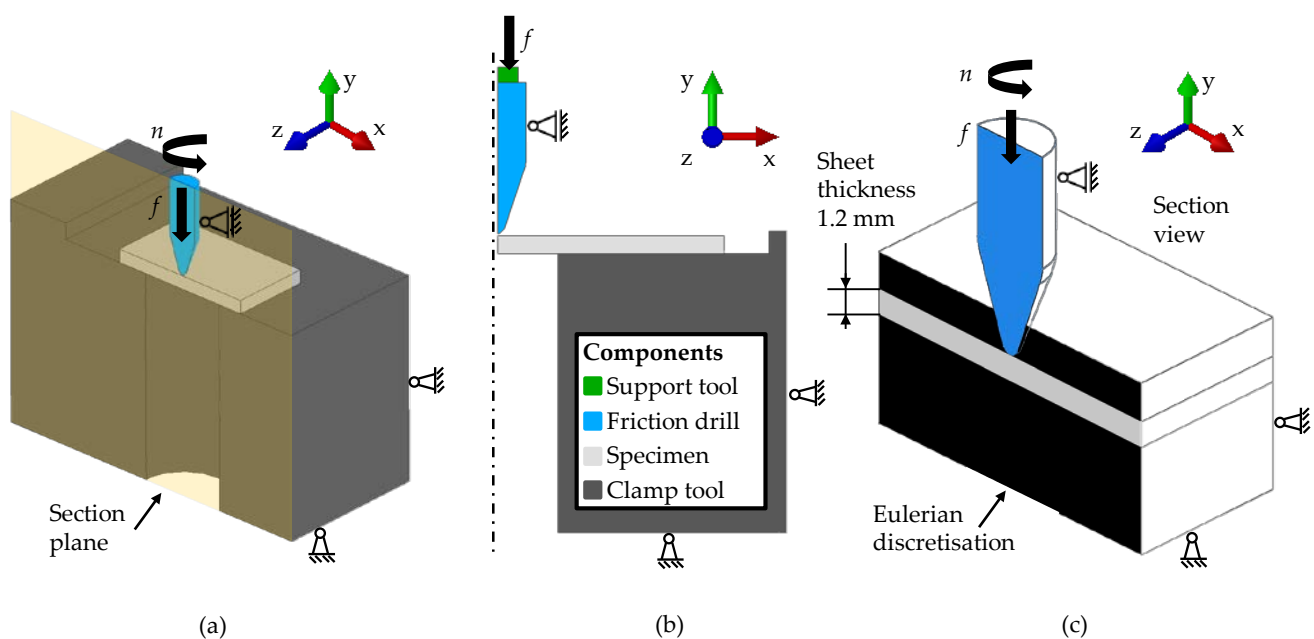 n
f
y
z
x
Section
plane
(a)
f
y
z
x
Components
Support tool
Friction drill
Specimen
Clamp tool
(b)
n
f
y
z
x
Sheet
thickness
1.2 mm
Section
view
Eulerian
discretisation
(c)